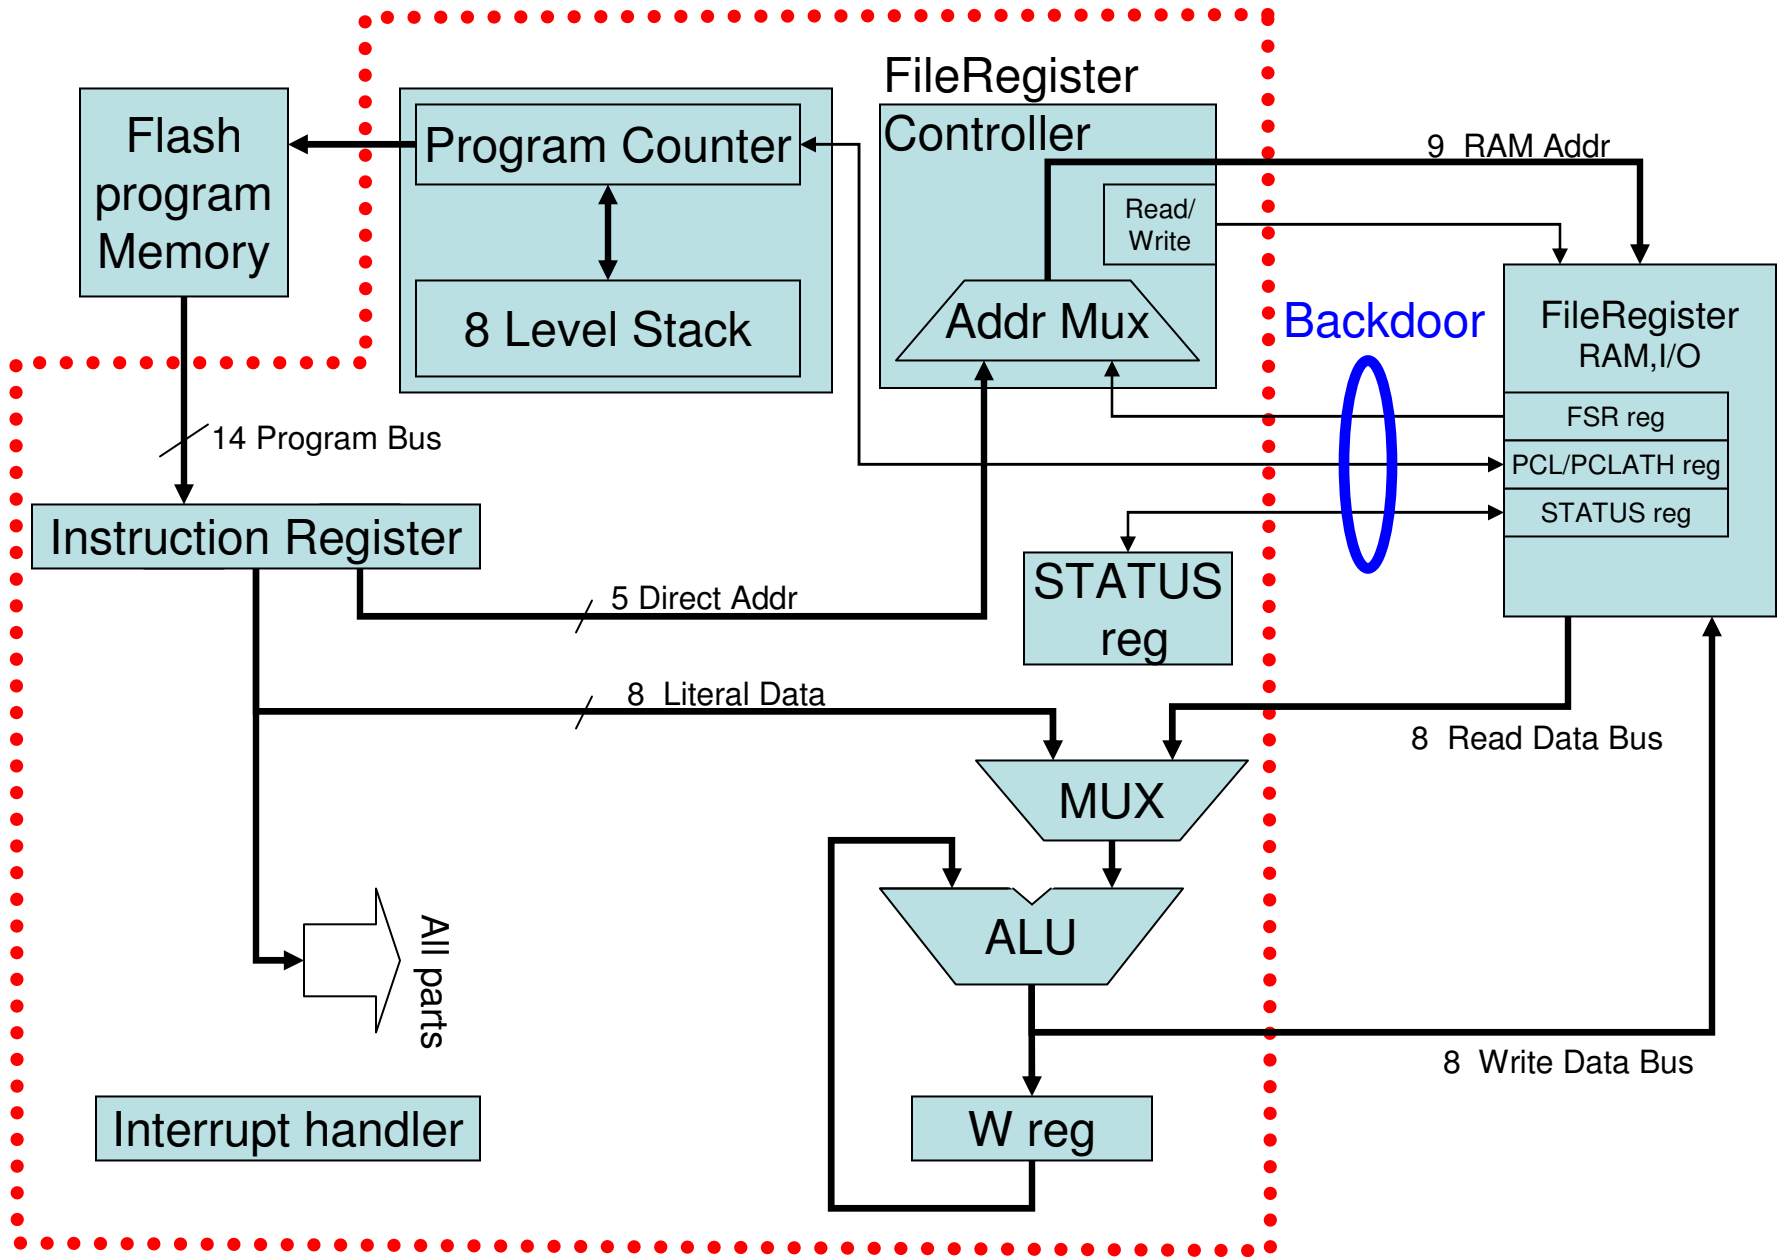 Flash
program
Memory
Program Counter
8 Level Stack
FileRegister
Controller
Read/
Write
Addr Mux
9 RAM Addr
Backdoor
FileRegister
RAM,I/O
FSR reg
PCL/PCLATH reg
STATUS reg
14 Program Bus
Instruction Register
5 Direct Addr
STATUS
reg
8 Literal Data
8 Read Data Bus
MUX
ALU
All parts
8 Write Data Bus
Interrupt handler
W reg